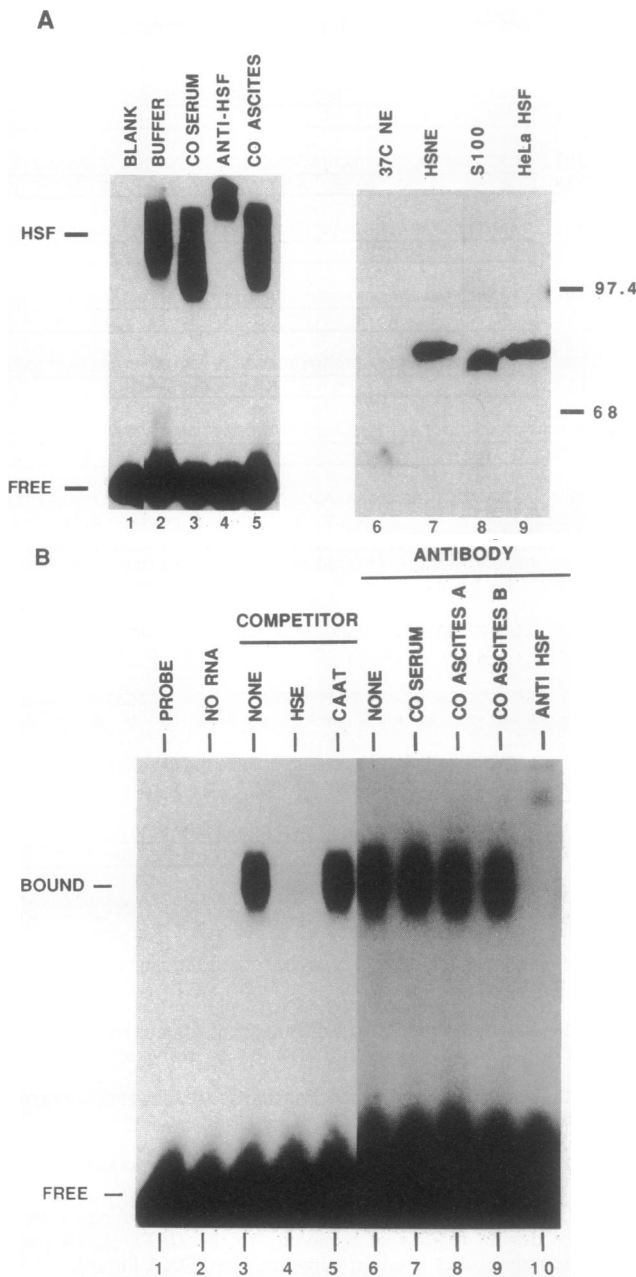 A
BLANK
BUFFER
CO SERUM
ANTI-HSF
CO ASCITES
37C NE
HSNE
S100
HeLa HSF
HSF
97.4
68
FREE
1 2 3 4 5
6 7 8 9
B
ANTIBODY
COMPETITOR
PROBE
NO RNA
NONE
HSE
CAAT
NONE
CO SERUM
CO ASCITES A
CO ASCITES B
ANTI HSF
BOUND
FREE
1 2 3 4 5 6 7 8 9 10